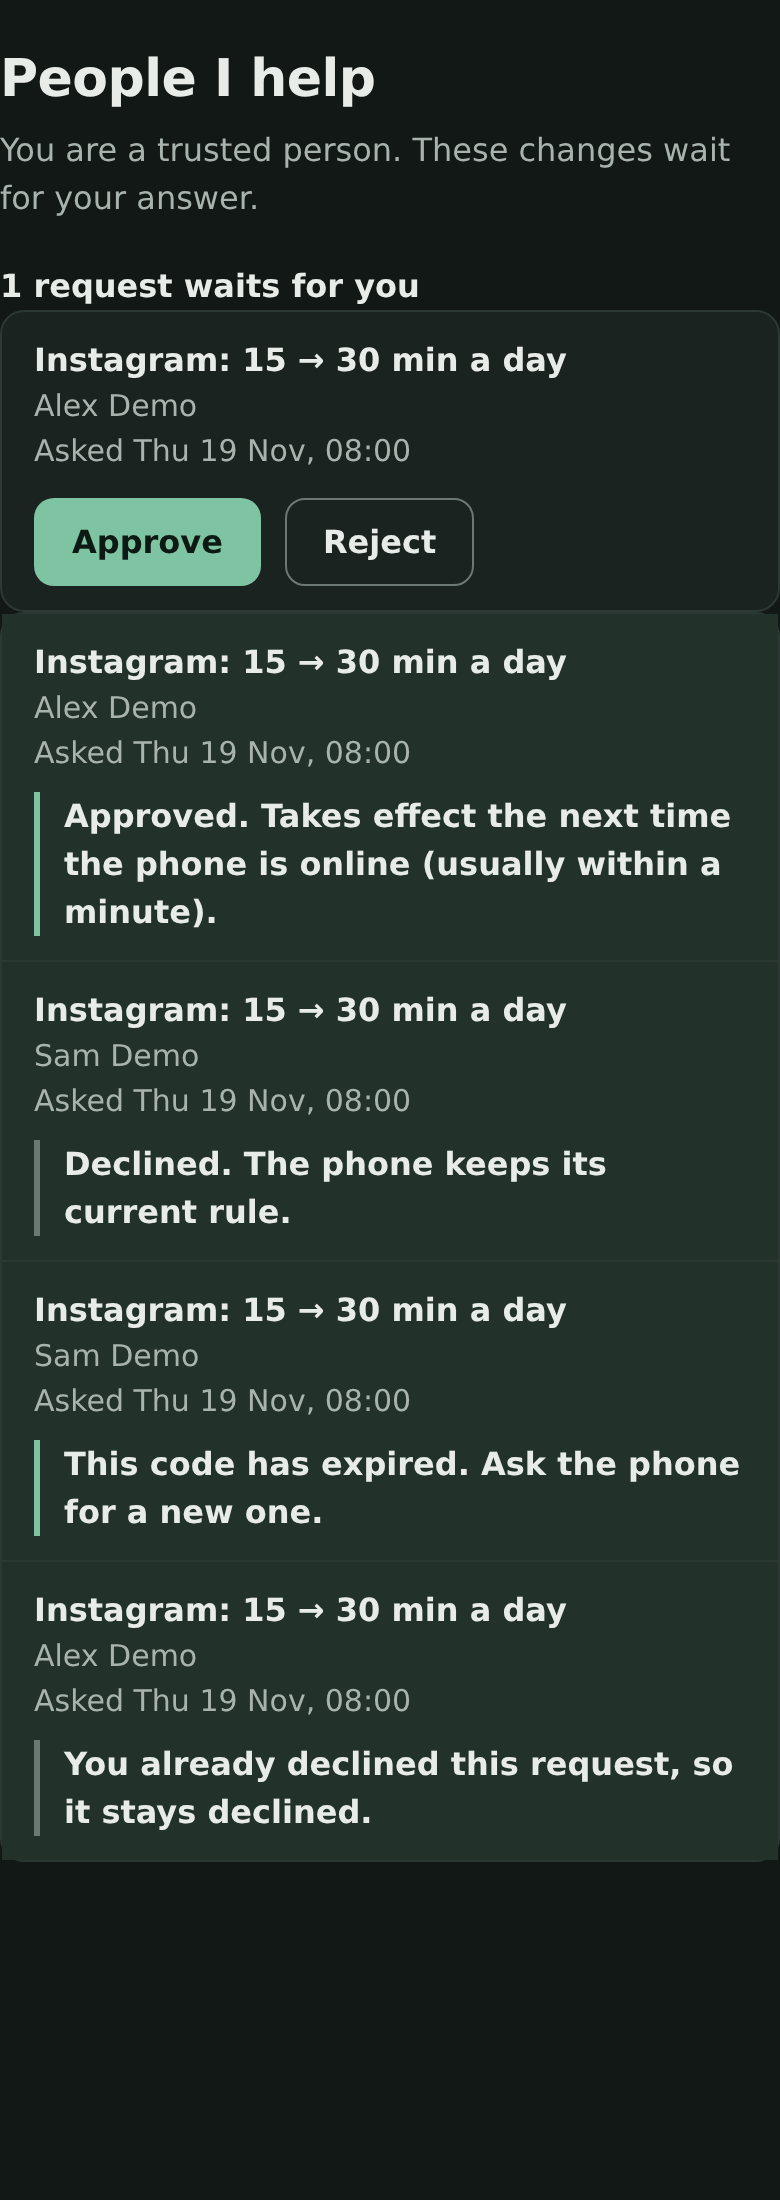 People I help
You are a trusted person. These changes wait
for your answer.
1 request waits for you
Instagram: 15 → 30 min a day
Alex Demo
Asked Thu 19 Nov, 08:00
Approve
Reject
Instagram: 15 → 30 min a day
Alex Demo
Asked Thu 19 Nov, 08:00
Approved. Takes effect the next time
the phone is online (usually within a
minute).
Instagram: 15 → 30 min a day
Sam Demo
Asked Thu 19 Nov, 08:00
Declined. The phone keeps its
current rule.
Instagram: 15 → 30 min a day
Sam Demo
Asked Thu 19 Nov, 08:00
This code has expired. Ask the phone
for a new one.
Instagram: 15 → 30 min a day
Alex Demo
Asked Thu 19 Nov, 08:00
You already declined this request, so
it stays declined.